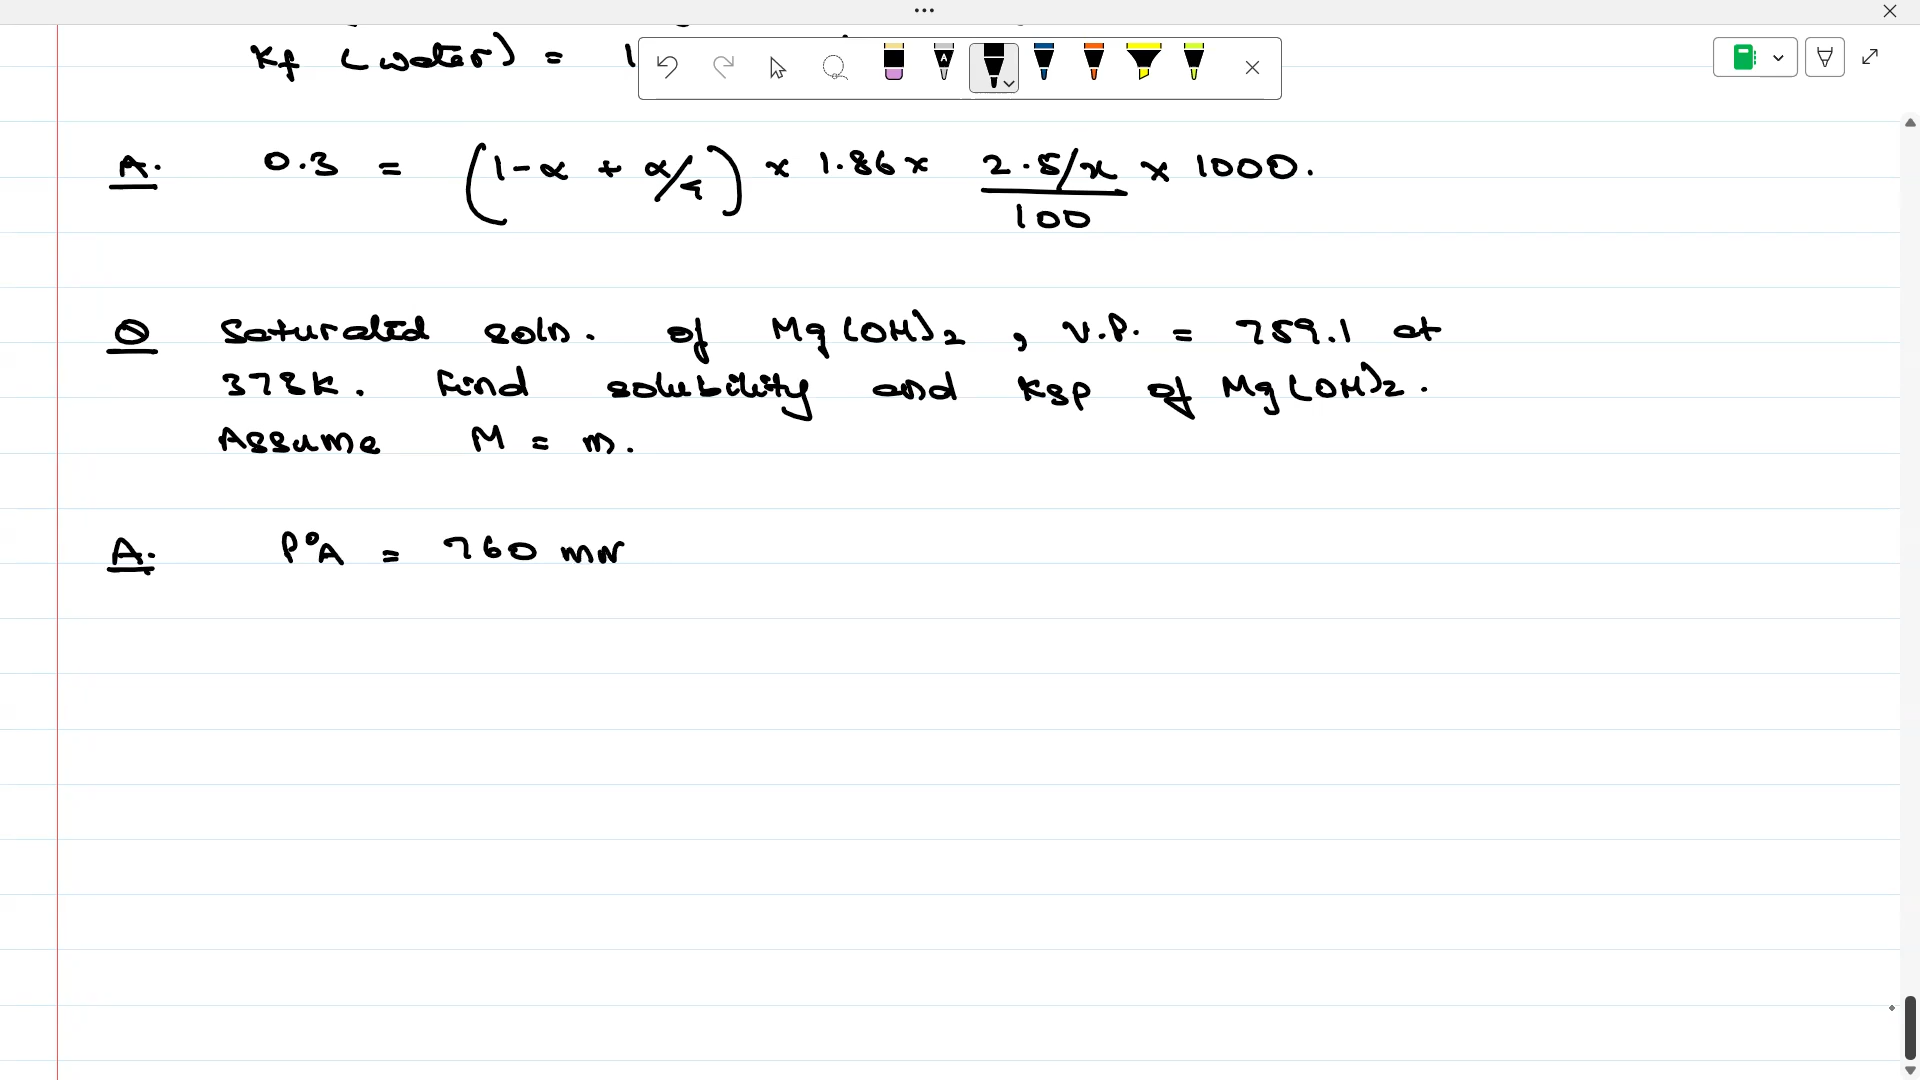 Kf (water) = 1
A. 0.3 = (1-α + α/4) × 1.86 × 2.5/x × 1000.
100
Q Saturated soln. of Mg(OH)2, V.P. = 759.1 at
373K. Find solubility and Ksp of Mg(OH)2.
Assume M = m.
A. P°A = 760 mm